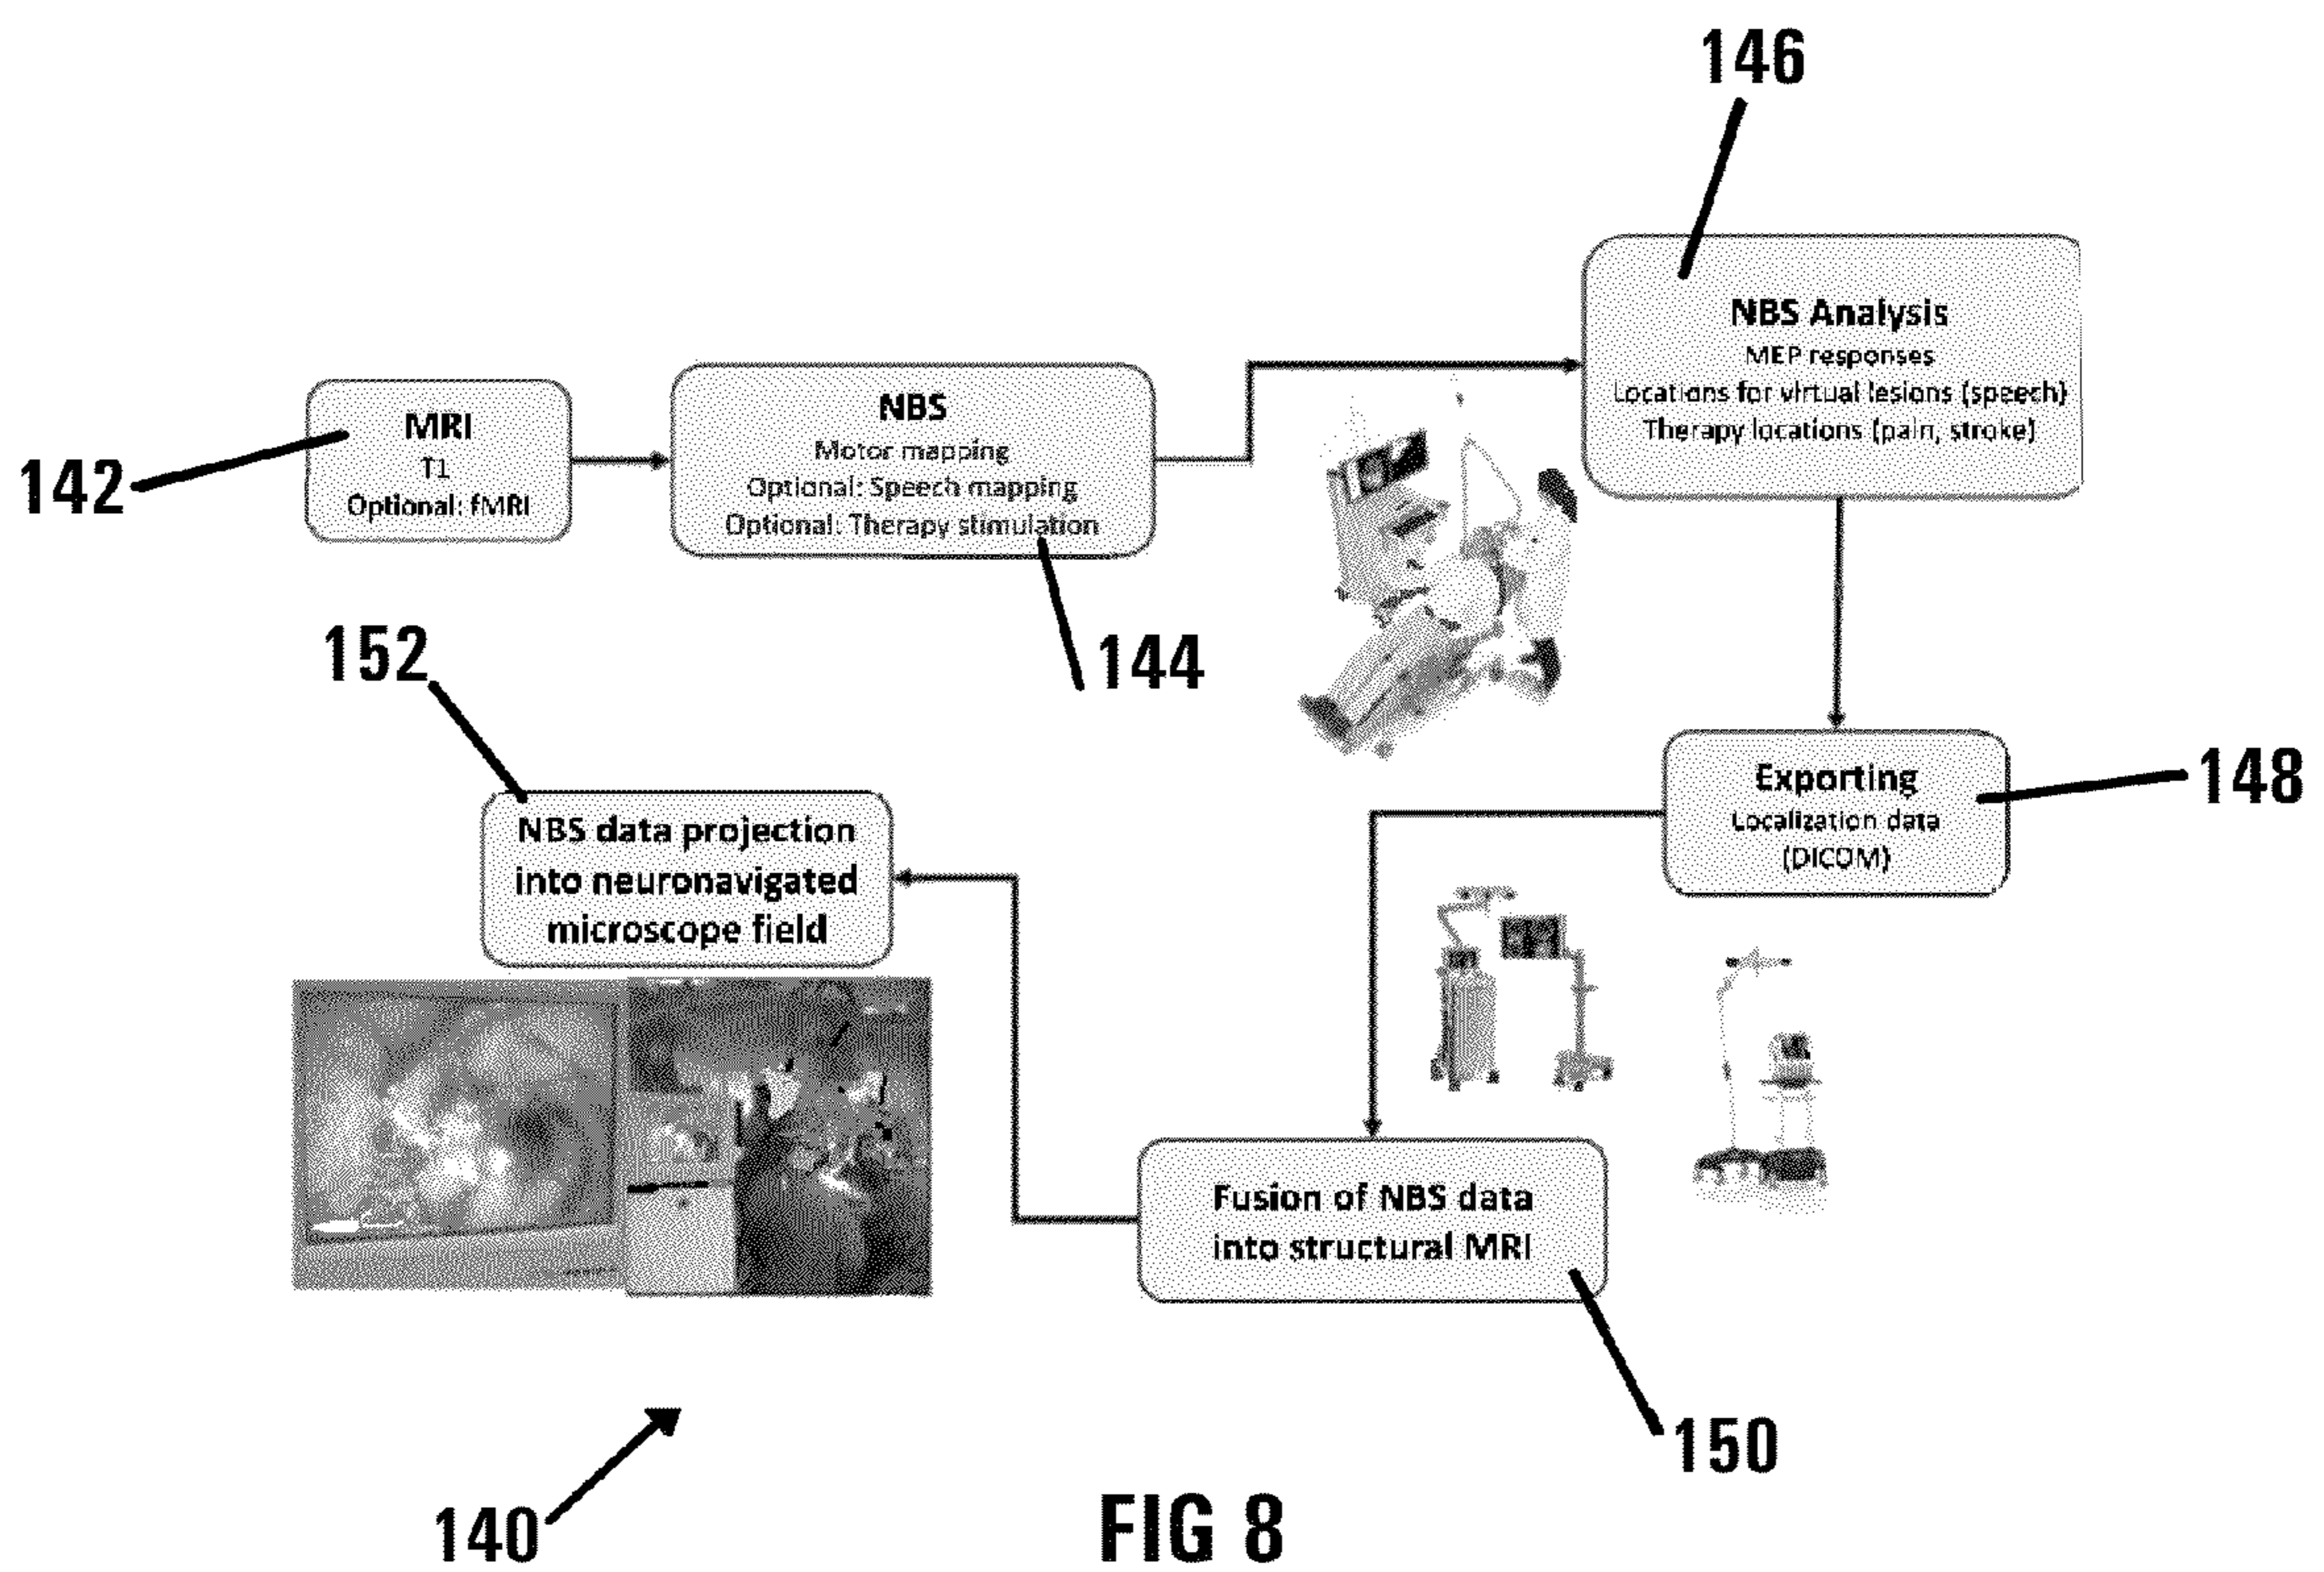 146
NBS Analysis
MEP responses
Locations for virtual lesions (speech)
Therapy locations (pain, stroke)
MRI
T1
Optional: fMRI
142
NBS
Motor mapping
Optional: Speech mapping
Optional: Therapy stimulation
144
152
NBS data projection
into neuronavigated
microscope field
Exporting
Localization data
(DICOM)
148
Fusion of NBS data
into structural MRI
150
140
FIG 8